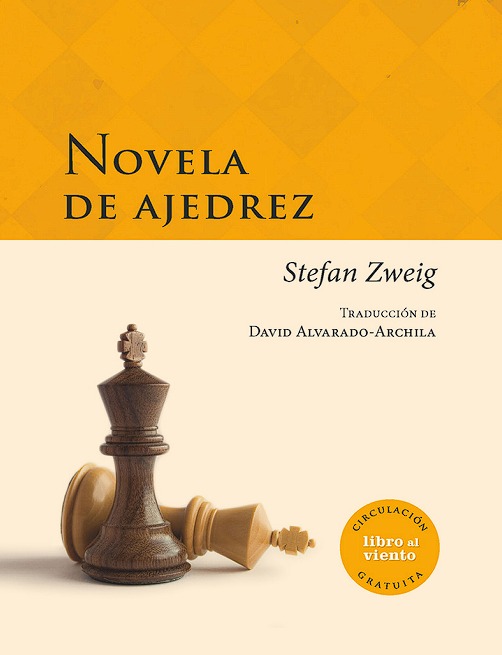 NOVELA
DE AJEDREZ
Stefan Zweig
TRADUCCIÓN DE
DAVID ALVARADO-ARCHILA
CIRCULACIÓN
libro al
viento
GRATUITA